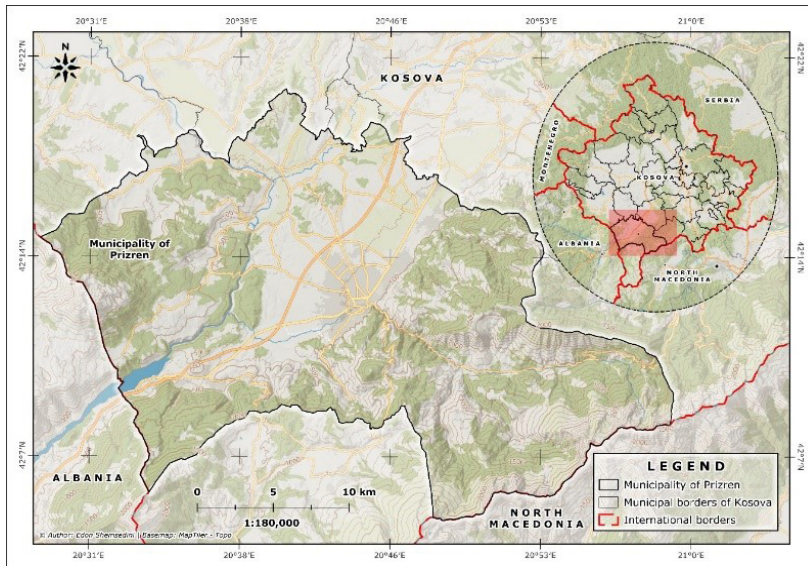 20°31'E 20°38'E 20°46'E 20°53'E 21°0'E
42°22'N
42°22'N
N
KOSOVA
SERBIA
MONTENEGRO
KOSOVA
ALBANIA
NORTH
MACEDONIA
Municipality of
Prizren
42°14'N
42°14'N
42°7'N
42°7'N
ALBANIA
0 5 10 km
1:180,000
NORTH
MACEDONIA
LEGEND
Municipality of Prizren
Municipal borders of Kosova
International borders
© Author: Edon Shemsedini | Basemap: MapTiler - Topo
20°31'E 20°38'E 20°46'E 20°53'E 21°0'E